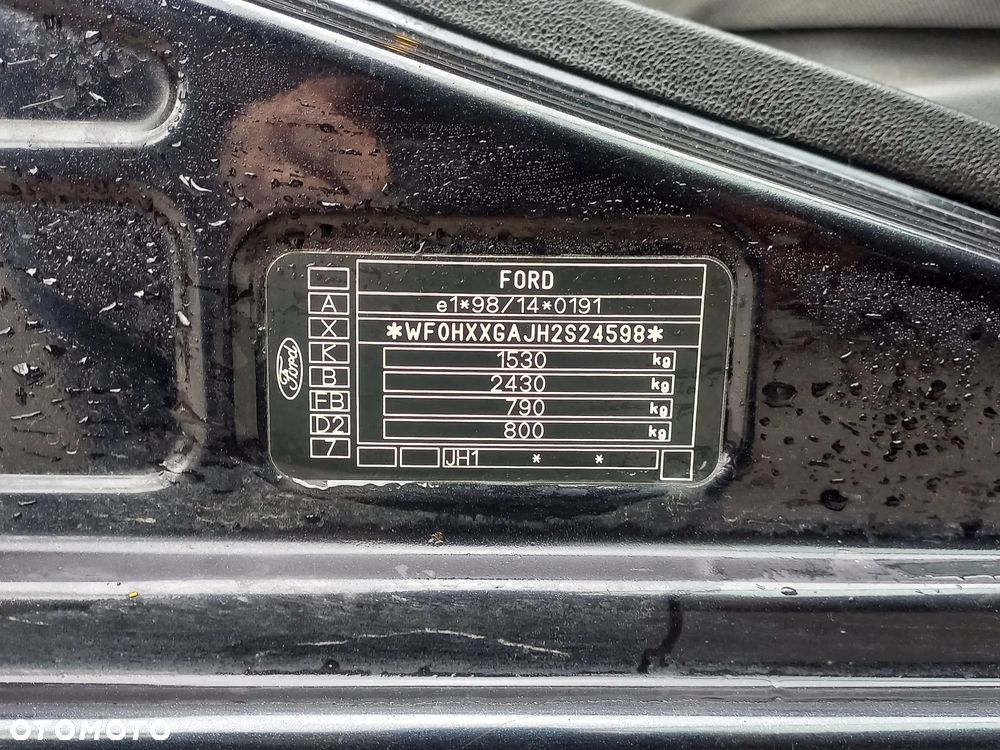 FORD
A e1*98/14*0191
X *WF0HXXGAJH2S24598*
K 1530 kg
B 2430 kg
FB 790 kg
D2 800 kg
7 JH1 * *
Ford
OTOMOTO